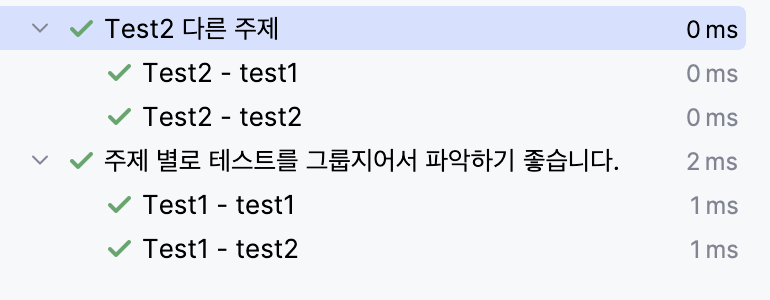 Test2 다른 주제 0 ms
Test2 - test1 0 ms
Test2 - test2 0 ms
주제 별로 테스트를 그룹지어서 파악하기 좋습니다. 2 ms
Test1 - test1 1 ms
Test1 - test2 1 ms